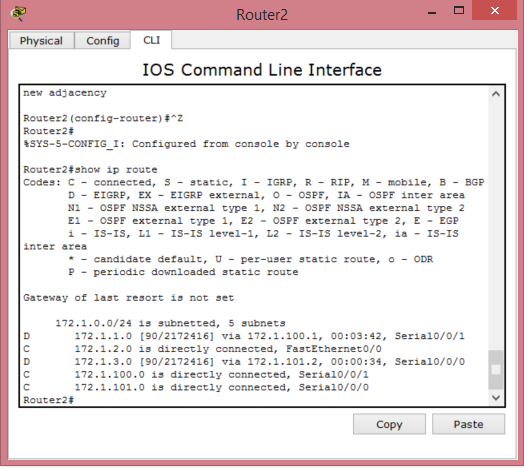 Router2
Physical Config CLI
IOS Command Line Interface
new adjacency
Router2(config-router)#^Z
Router2#
%SYS-5-CONFIG_I: Configured from console by console
Router2#show ip route
Codes: C - connected, S - static, I - IGRP, R - RIP, M - mobile, B - BGP
D - EIGRP, EX - EIGRP external, O - OSPF, IA - OSPF inter area
N1 - OSPF NSSA external type 1, N2 - OSPF NSSA external type 2
E1 - OSPF external type 1, E2 - OSPF external type 2, E - EGP
i - IS-IS, L1 - IS-IS level-1, L2 - IS-IS level-2, ia - IS-IS
inter area
* - candidate default, U - per-user static route, o - ODR
P - periodic downloaded static route
Gateway of last resort is not set
172.1.0.0/24 is subnetted, 5 subnets
D 172.1.1.0 [90/2172416] via 172.1.100.1, 00:03:42, Serial0/0/1
C 172.1.2.0 is directly connected, FastEthernet0/0
D 172.1.3.0 [90/2172416] via 172.1.101.2, 00:00:34, Serial0/0/0
C 172.1.100.0 is directly connected, Serial0/0/1
C 172.1.101.0 is directly connected, Serial0/0/0
Router2#
Copy Paste